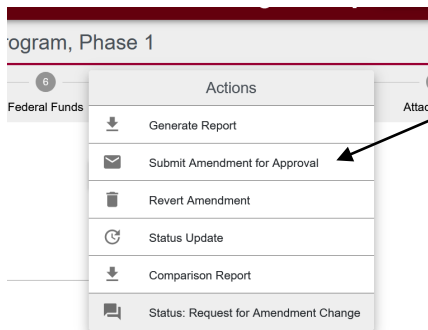 rogram, Phase 1
6
Federal Funds
Attac
Actions
Generate Report
Submit Amendment for Approval
Revert Amendment
Status Update
Comparison Report
Status: Request for Amendment Change